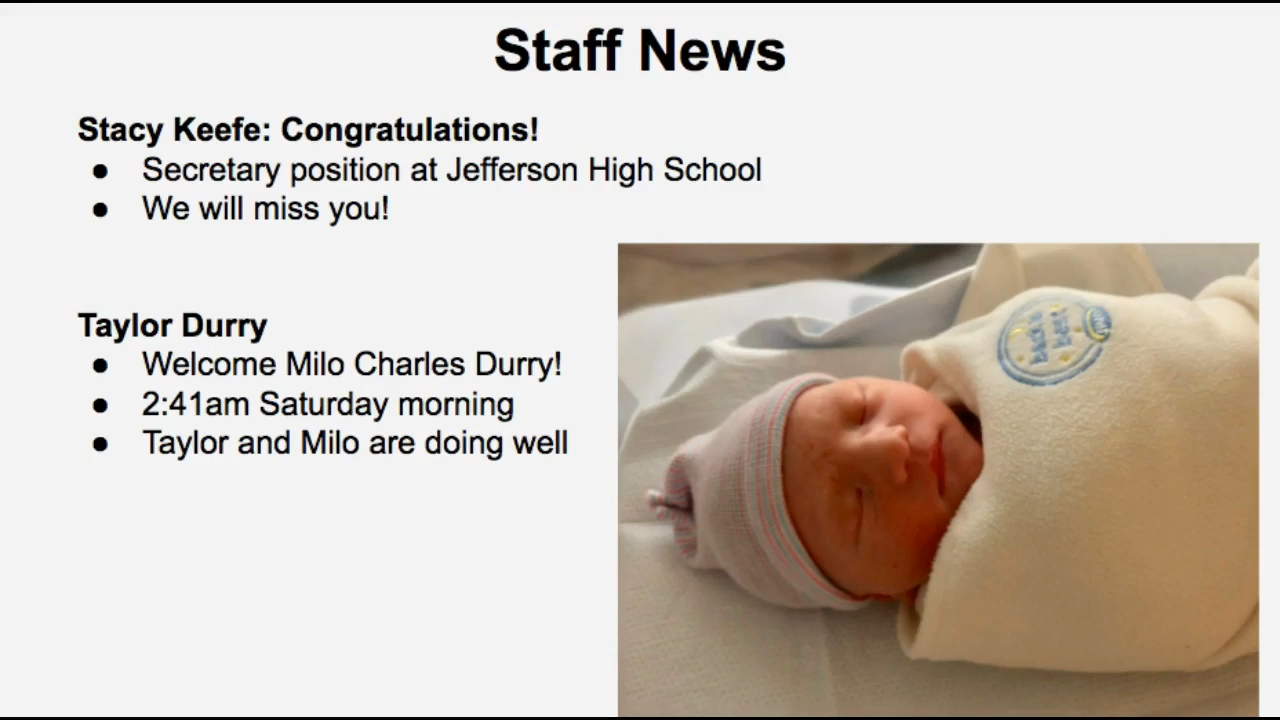 Staff News
Stacy Keefe: Congratulations!
● Secretary position at Jefferson High School
● We will miss you!
Taylor Durry
● Welcome Milo Charles Durry!
● 2:41am Saturday morning
● Taylor and Milo are doing well